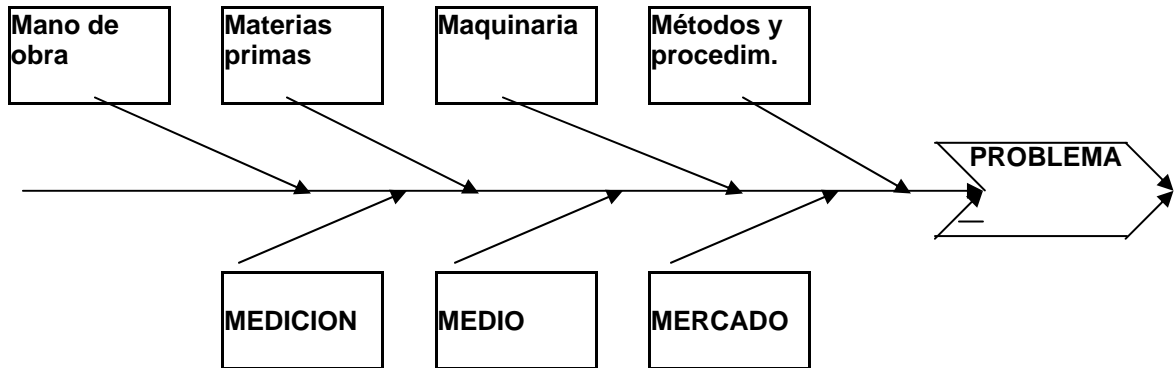 Mano de
obra
Materias
primas
Maquinaria
Métodos y
procedim.
PROBLEMA
MEDICION
MEDIO
MERCADO